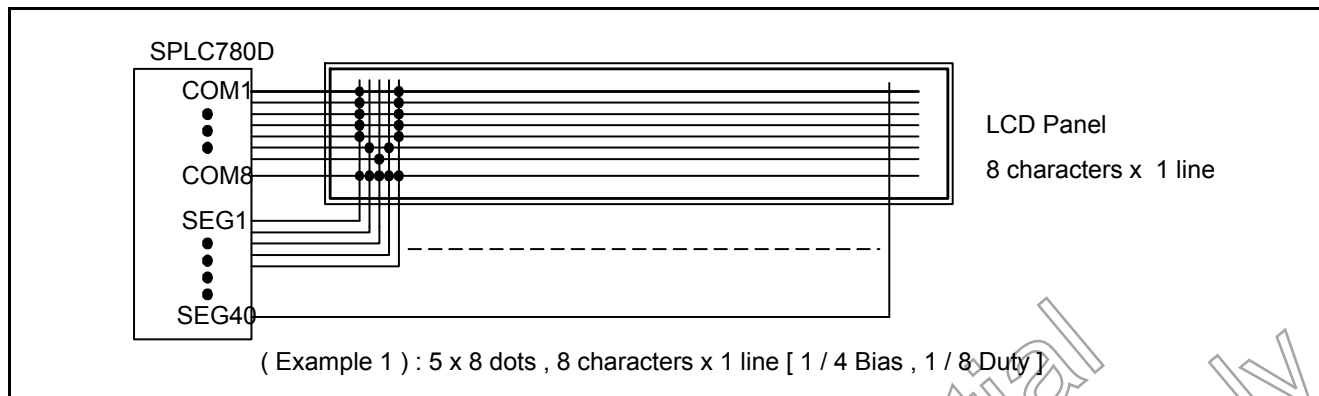 SPLC780D
COM1
COM8
SEG1
SEG40
LCD Panel
8 characters x 1 line
( Example 1 ) : 5 x 8 dots , 8 characters x 1 line [ 1 / 4 Bias , 1 / 8 Duty ]